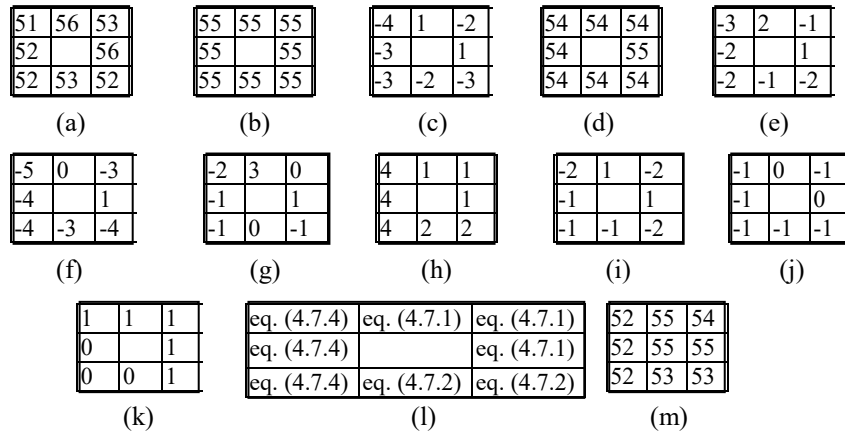 51 56 53 55 55 55 -4 1 -2 54 54 54 -3 2 -1
52 56 55 55 -3 1 54 55 -2 1
52 53 52 55 55 55 -3 -2 -3 54 54 54 -2 -1 -2
(a) (b) (c) (d) (e)
-5 0 -3 -2 3 0 4 1 1 -2 1 -2 -1 0 -1
-4 1 -1 1 4 1 -1 1 -1 0
-4 -3 -4 -1 0 -1 4 2 2 -1 -1 -2 -1 -1 -1
(f) (g) (h) (i) (j)
1 1 1 eq. (4.7.4) eq. (4.7.1) eq. (4.7.1) 52 55 54
0 1 eq. (4.7.4) eq. (4.7.1) 52 55 55
0 0 1 eq. (4.7.4) eq. (4.7.2) eq. (4.7.2) 52 53 53
(k) (l) (m)